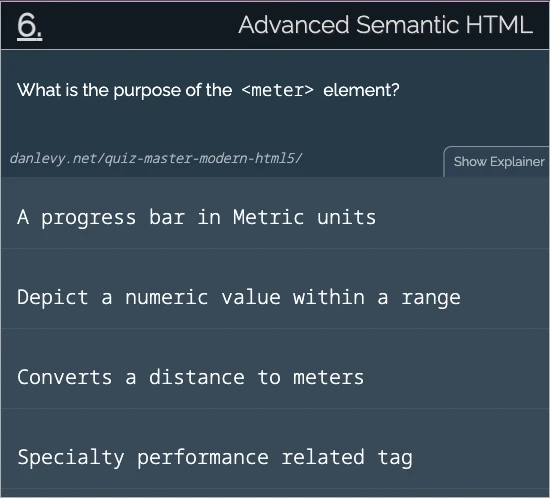 6.
Advanced Semantic HTML
What is the purpose of the <meter> element?
danlevy.net/quiz-master-modern-html5/
Show Explainer
A progress bar in Metric units
Depict a numeric value within a range
Converts a distance to meters
Specialty performance related tag